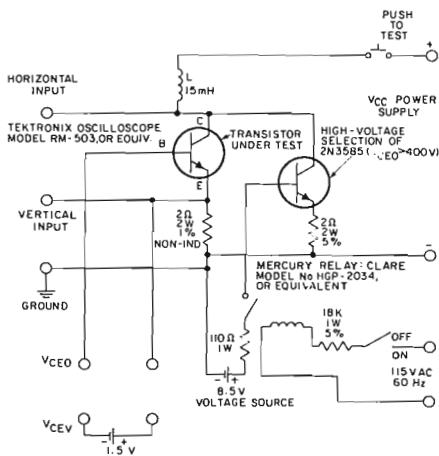 PUSH
TO
TEST
+
L
15mH
HORIZONTAL
INPUT
VCC POWER
SUPPLY
C
TEKTRONIX OSCILLOSCOPE
MODEL RM-503,OR EQUIV.
B
TRANSISTOR
UNDER TEST
HIGH-VOLTAGE
SELECTION OF
2N3585( EO >400V)
E
VERTICAL
INPUT
2Ω
2W
1%
NON-IND
2Ω
2W
5%
-
MERCURY RELAY: CLARE
MODEL No HGP-2034,
OR EQUIVALENT
GROUND
110Ω
1W
18K
1W
5%
OFF
ON
VCEO
115VAC
60 Hz
- +
8.5V
VOLTAGE SOURCE
VCEV
- +
1.5 V